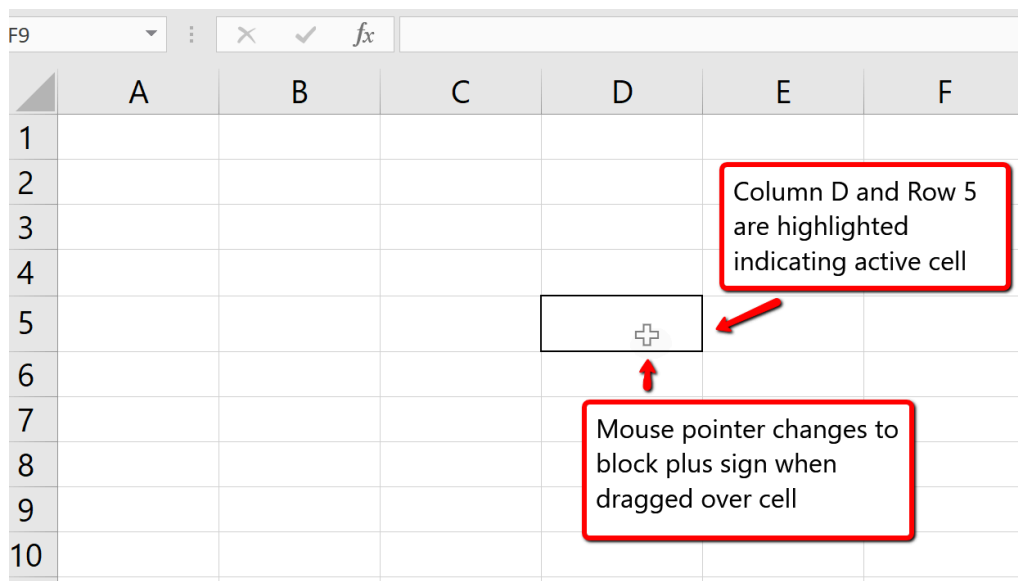 F9 fx
A B C D E F
1
2
Column D and Row 5
3
are highlighted
indicating active cell
4
5
6
7
Mouse pointer changes to
8
block plus sign when
dragged over cell
9
10